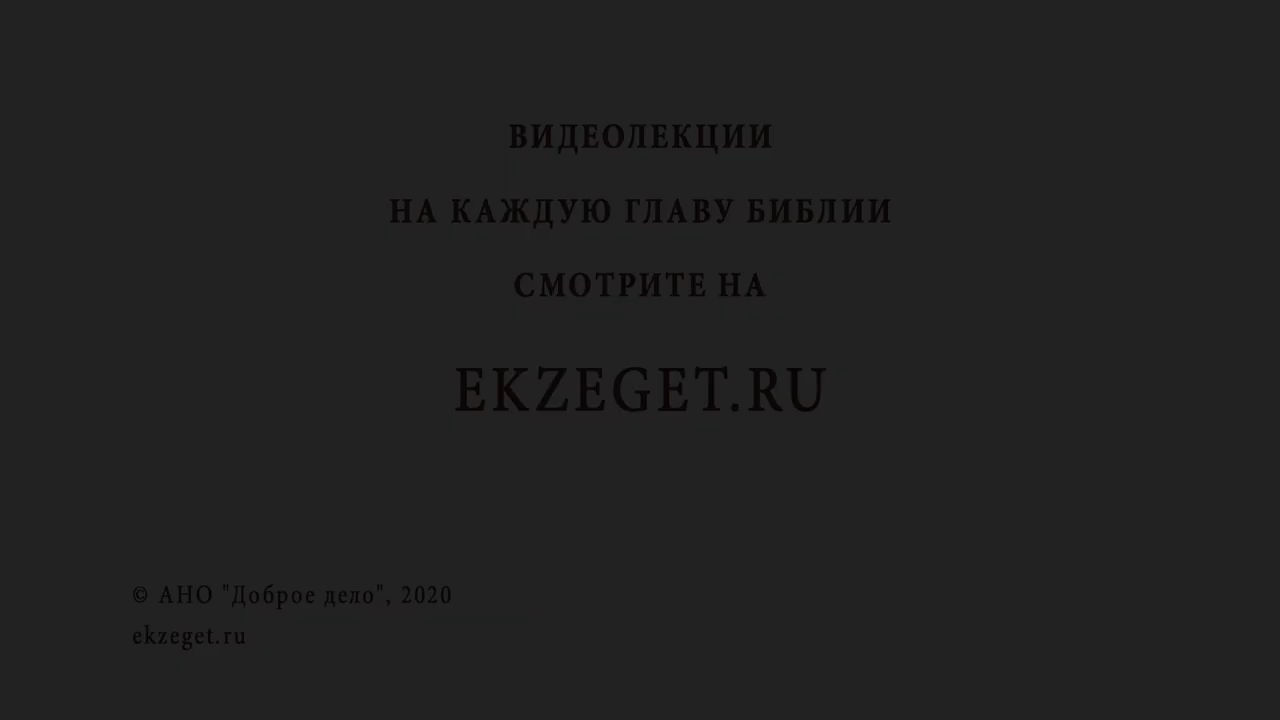 ВИДЕОЛЕКЦИИ
НА КАЖДУЮ ГЛАВУ БИБЛИИ
СМОТРИТЕ НА
EKZEGET.RU
© АНО "Доброе дело", 2020
ekzeget.ru